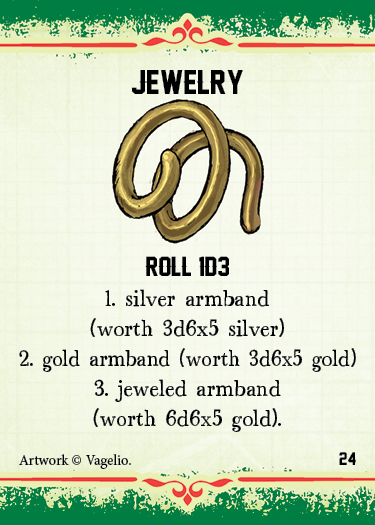 JEWELRY
ROLL 1D3
1. silver armband
(worth 3d6x5 silver)
2. gold armband (worth 3d6x5 gold)
3. jeweled armband
(worth 6d6x5 gold).
Artwork © Vagelio.
24